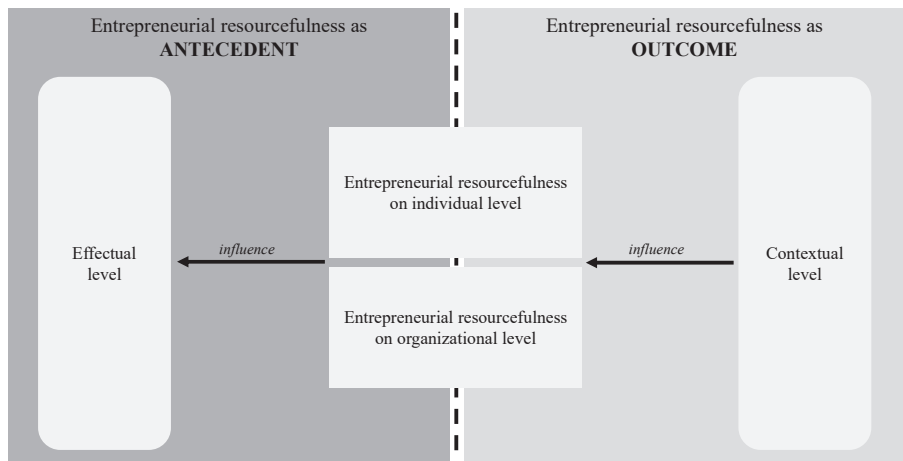 Entrepreneurial resourcefulness as
ANTECEDENT
Entrepreneurial resourcefulness as
OUTCOME
Effectual
level
influence
Entrepreneurial resourcefulness
on individual level
Entrepreneurial resourcefulness
on organizational level
influence
Contextual
level